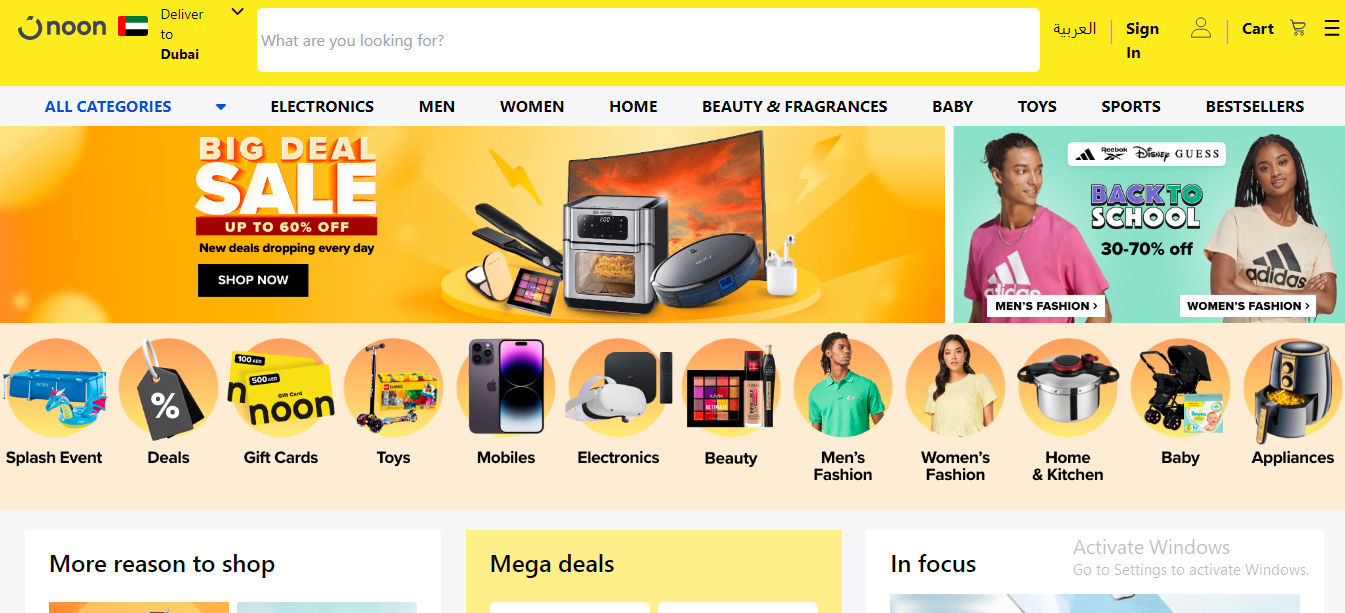 noon
Deliver
to
Dubai
What are you looking for?
العربية
Sign
In
Cart
ALL CATEGORIES
ELECTRONICS
MEN
WOMEN
HOME
BEAUTY & FRAGRANCES
BABY
TOYS
SPORTS
BESTSELLERS
BIG DEAL
SALE
UP TO 60% OFF
New deals dropping every day
SHOP NOW
Reebok
Disney
GUESS
BACK TO
SCHOOL
30-70% off
adidas
adidas
MEN'S FASHION ›
WOMEN'S FASHION ›
%
100 AED
500 AED
Gift Card
noon
Splash Event
Deals
Gift Cards
Toys
Mobiles
Electronics
Beauty
Men's
Fashion
Women's
Fashion
Home
& Kitchen
Baby
Appliances
More reason to shop
Mega deals
In focus
Activate Windows
Go to Settings to activate Windows.